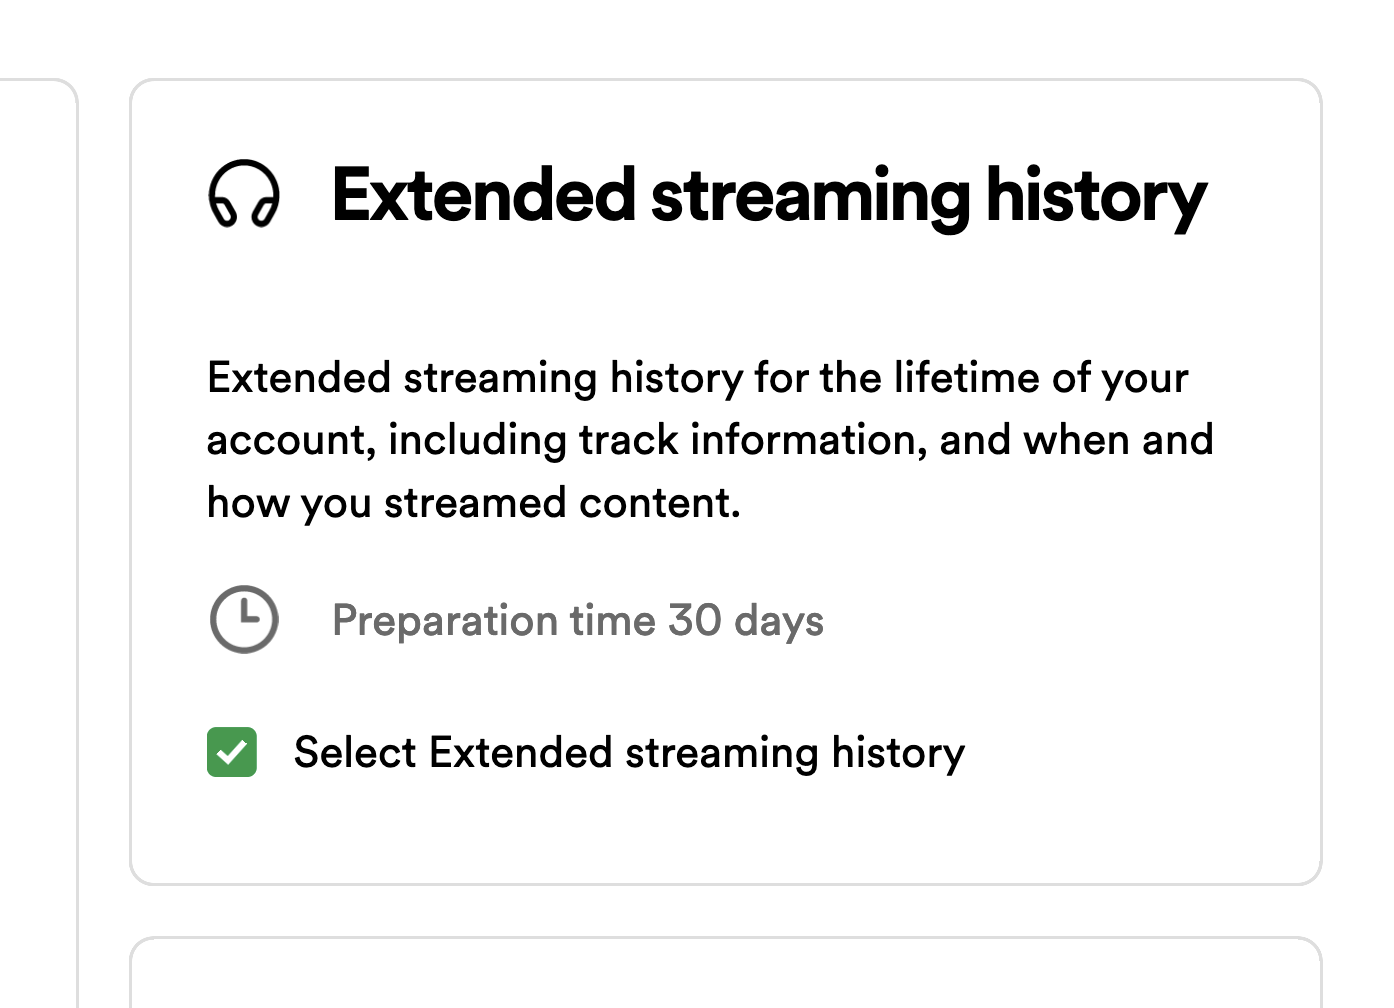 Extended streaming history
Extended streaming history for the lifetime of your
account, including track information, and when and
how you streamed content.
Preparation time 30 days
Select Extended streaming history